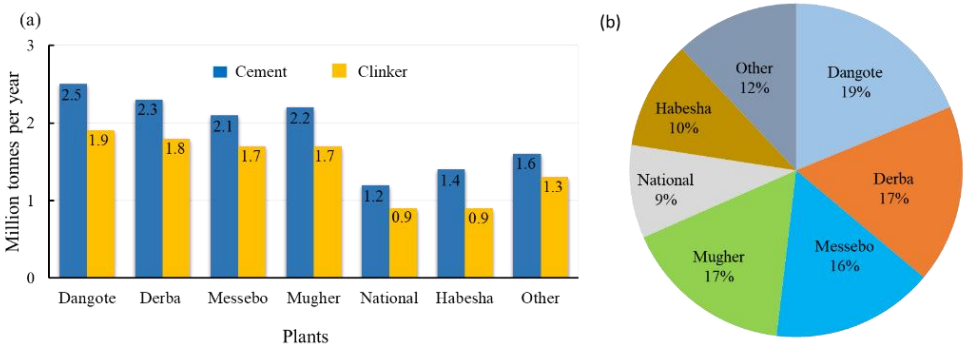 (a)
Million tonnes per year
3
2
1
0
Cement
Clinker
2.5
1.9
2.3
1.8
2.1
1.7
2.2
1.7
1.2
0.9
1.4
0.9
1.6
1.3
Dangote
Derba
Messebo
Mugher
National
Habesha
Other
Plants
(b)
Dangote
19%
Derba
17%
Messebo
16%
Mugher
17%
National
9%
Habesha
10%
Other
12%